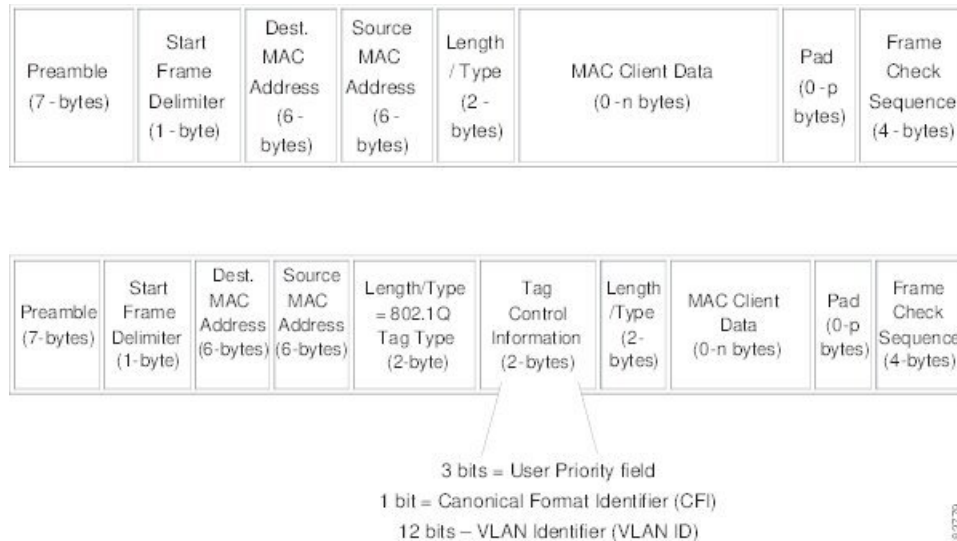 Preamble
(7 - bytes)
Start
Frame
Delimiter
(1 - byte)
Dest.
MAC
Address
(6 -
bytes)
Source
MAC
Address
(6 -
bytes)
Length
/ Type
(2 -
bytes)
MAC Client Data
(0 - n bytes)
Pad
(0 - p
bytes)
Frame
Check
Sequence
(4 - bytes)
Preamble
(7-bytes)
Start
Frame
Delimiter
(1-byte)
Dest.
MAC
Address
(6-bytes)
Source
MAC
Address
(6-bytes)
Length/Type
= 802.1Q
Tag Type
(2-byte)
Tag
Control
Information
(2-bytes)
Length
/Type
(2-
bytes)
MAC Client
Data
(0-n bytes)
Pad
(0-p
bytes)
Frame
Check
Sequence
(4-bytes)
3 bits = User Priority field
1 bit = Canonical Format Identifier (CFI)
12 bits – VLAN Identifier (VLAN ID)